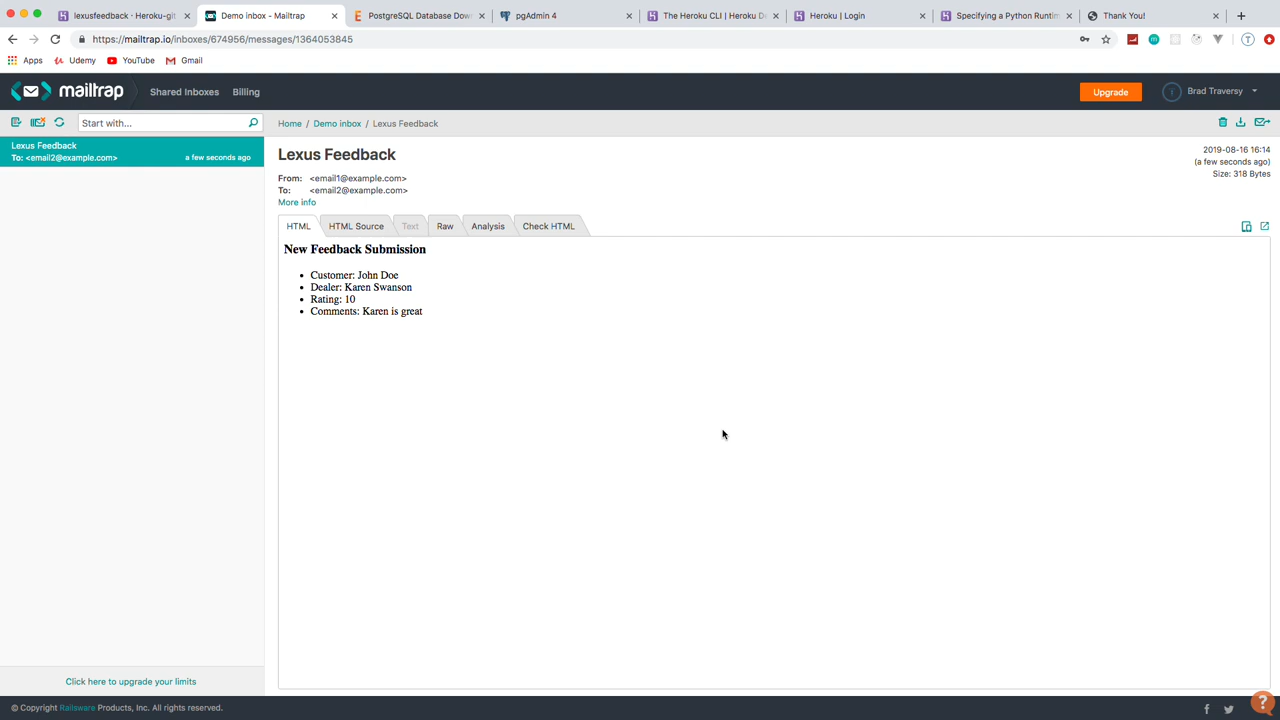 lexusfeedback · Heroku-git
Demo inbox - Mailtrap
PostgreSQL Database Down
pgAdmin 4
The Heroku CLI | Heroku De
Heroku | Login
Specifying a Python Runtim
Thank You!
https://mailtrap.io/inboxes/674956/messages/1364053845
Apps
Udemy
YouTube
Gmail
mailtrap
Shared Inboxes
Billing
Upgrade
Brad Traversy
Start with...
Home / Demo inbox / Lexus Feedback
Lexus Feedback
To: <email2@example.com>
a few seconds ago
Lexus Feedback
2019-08-16 16:14
(a few seconds ago)
Size: 318 Bytes
From: <email1@example.com>
To: <email2@example.com>
More info
HTML
HTML Source
Text
Raw
Analysis
Check HTML
New Feedback Submission
• Customer: John Doe
• Dealer: Karen Swanson
• Rating: 10
• Comments: Karen is great
Click here to upgrade your limits
© Copyright Railsware Products, Inc. All rights reserved.